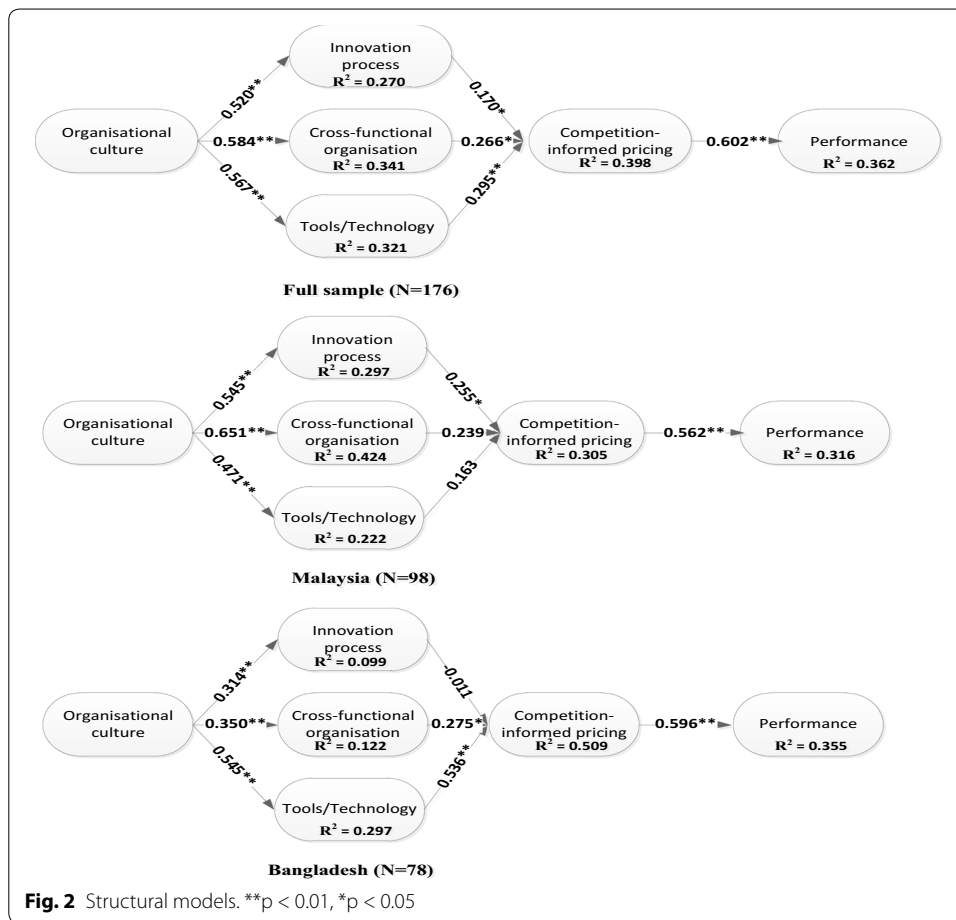 Innovation
process
R² = 0.270
0.520**
0.170*
Organisational
culture
0.584**
Cross-functional
organisation
R² = 0.341
0.266*
Competition-
informed pricing
R² = 0.398
0.602**
Performance
R² = 0.362
0.567**
0.295**
Tools/Technology
R² = 0.321
Full sample (N=176)
Innovation
process
R² = 0.297
0.545**
0.255*
Organisational
culture
0.651**
Cross-functional
organisation
R² = 0.424
0.239
Competition-
informed pricing
R² = 0.305
0.562**
Performance
R² = 0.316
0.471**
0.163
Tools/Technology
R² = 0.222
Malaysia (N=98)
Innovation
process
R² = 0.099
0.314**
-0.011
Organisational
culture
0.350**
Cross-functional
organisation
R² = 0.122
0.275*
Competition-
informed pricing
R² = 0.509
0.596**
Performance
R² = 0.355
0.545**
0.536**
Tools/Technology
R² = 0.297
Bangladesh (N=78)
Fig. 2 Structural models. **p < 0.01, *p < 0.05